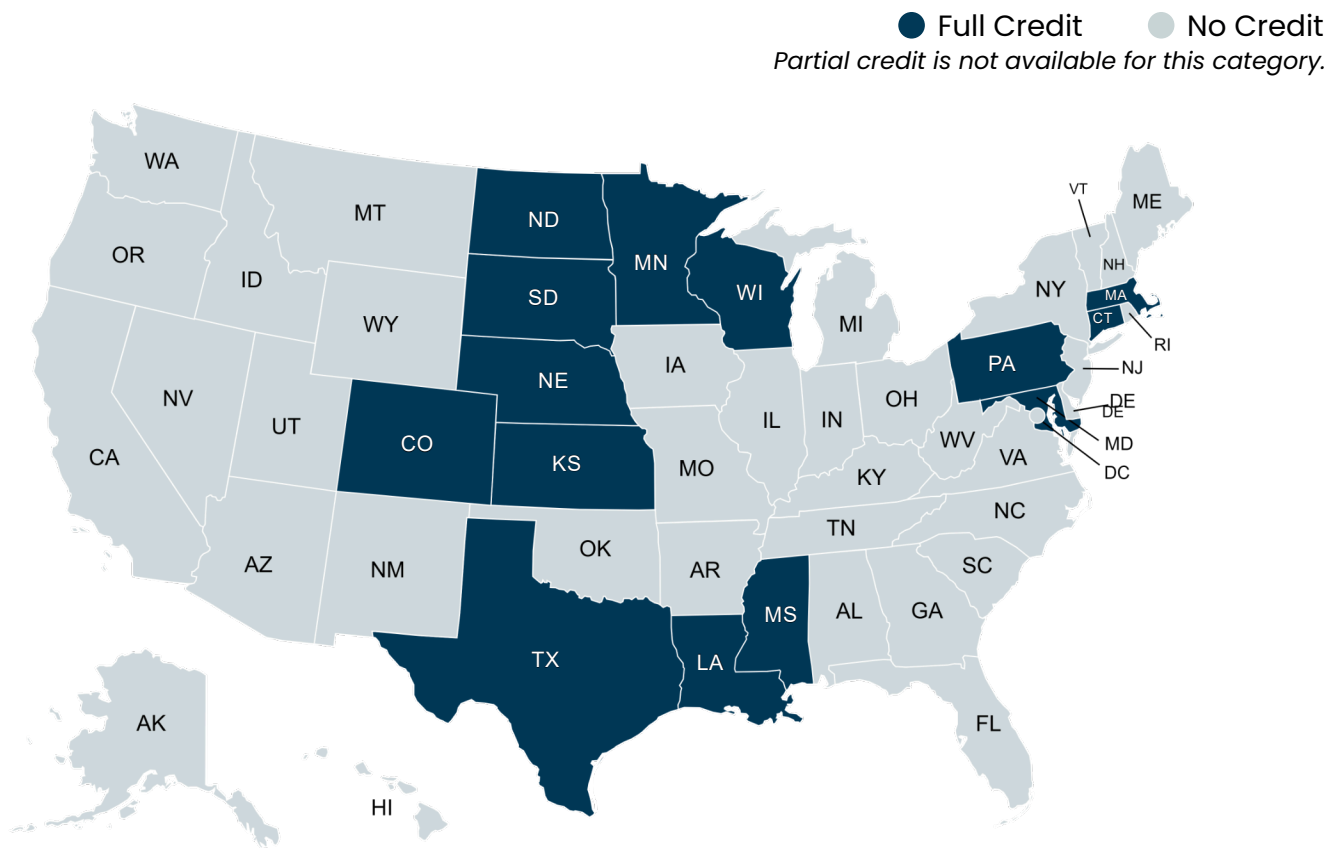 Full Credit No Credit
Partial credit is not available for this category.
WA
MT
ND
MN
VT
ME
OR
ID
SD
WI
NH
NY
MA
WY
MI
CT
RI
IA
PA
NJ
NE
NV
UT
CO
IL
IN
OH
DE
DE
CA
KS
MO
WV
VA
MD
DC
KY
NC
TN
AZ
NM
OK
AR
SC
MS
AL
GA
TX
LA
AK
FL
HI